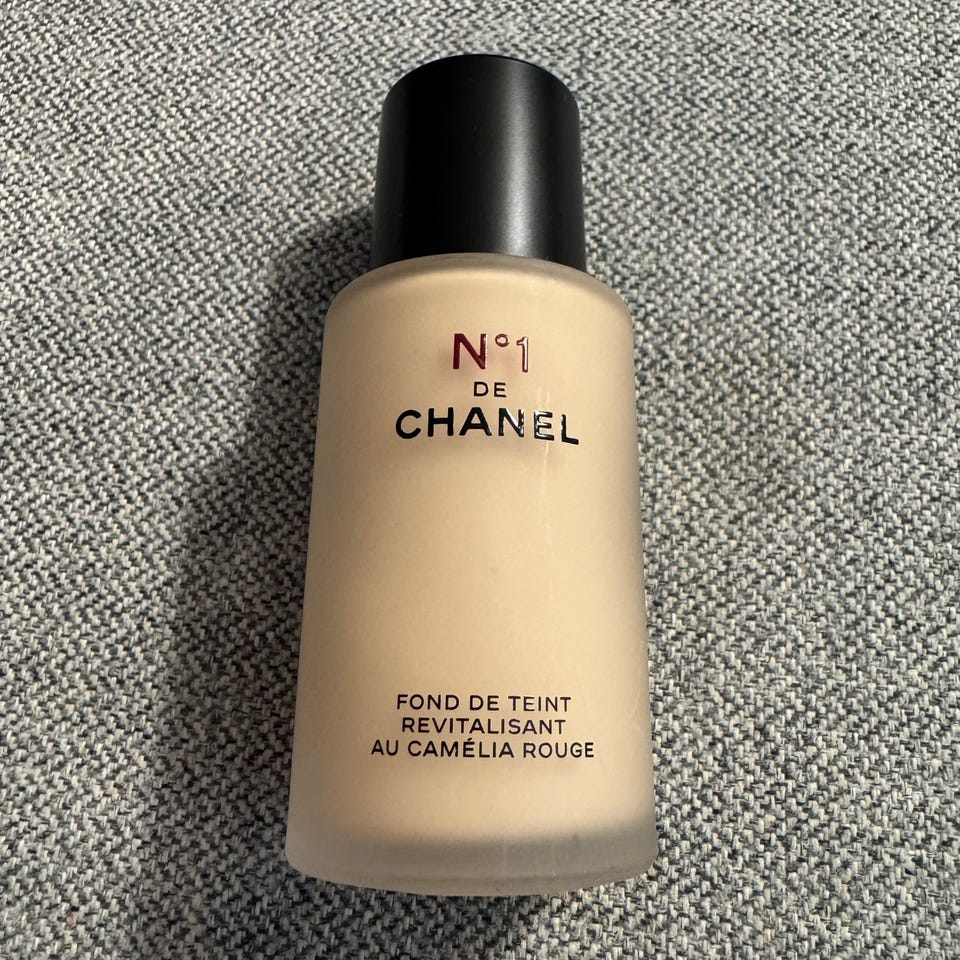 N°1
DE
CHANEL
FOND DE TEINT
REVITALISANT
AU CAMÉLIA ROUGE